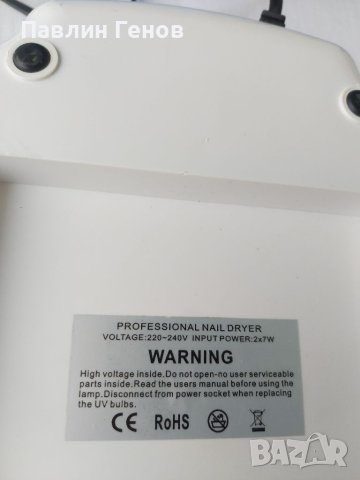 Павлин Генов
PROFESSIONAL NAIL DRYER
VOLTAGE:220~240V INPUT POWER:2x7W
WARNING
High voltage inside.Do not open-no user serviceable
parts inside.Read the users manual before using the
lamp.Disconnect from power socket when replacing
the UV bulbs.
CE RoHS
BAZAR